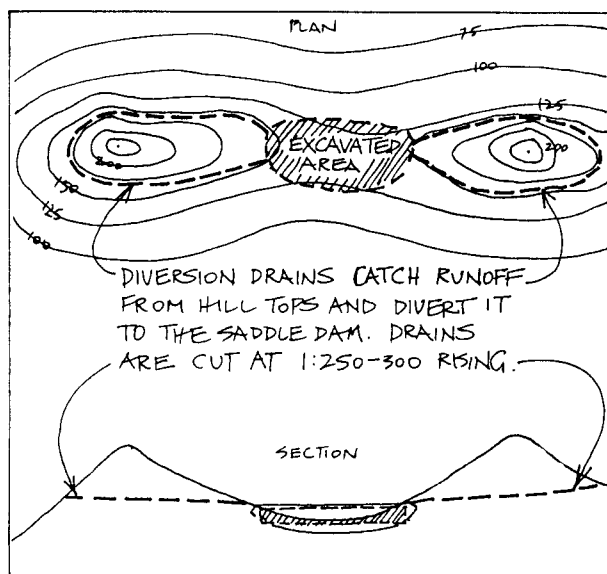 PLAN
75
100
125
EXCAVATED
AREA
200
200
150
125
100
DIVERSION DRAINS CATCH RUNOFF
FROM HILL TOPS AND DIVERT IT
TO THE SADDLE DAM. DRAINS
ARE CUT AT 1:250-300 RISING.
SECTION